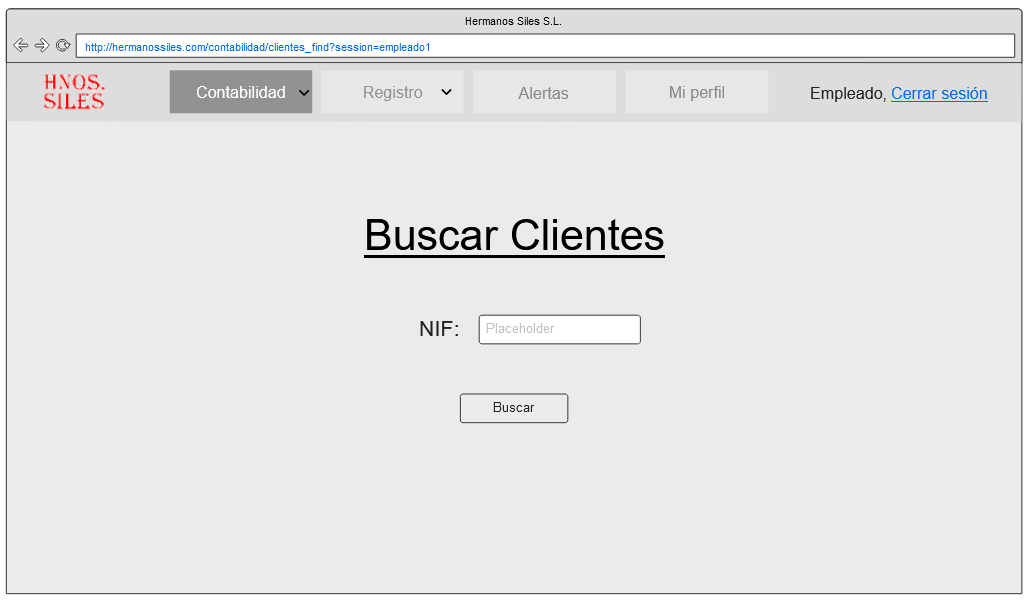 Hermanos Siles S.L.
http://hermanossiles.com/contabilidad/clientes_find?session=empleado1
HNOS.
SILES
Contabilidad
Registro
Alertas
Mi perfil
Empleado, Cerrar sesión
Buscar Clientes
NIF: Placeholder
Buscar